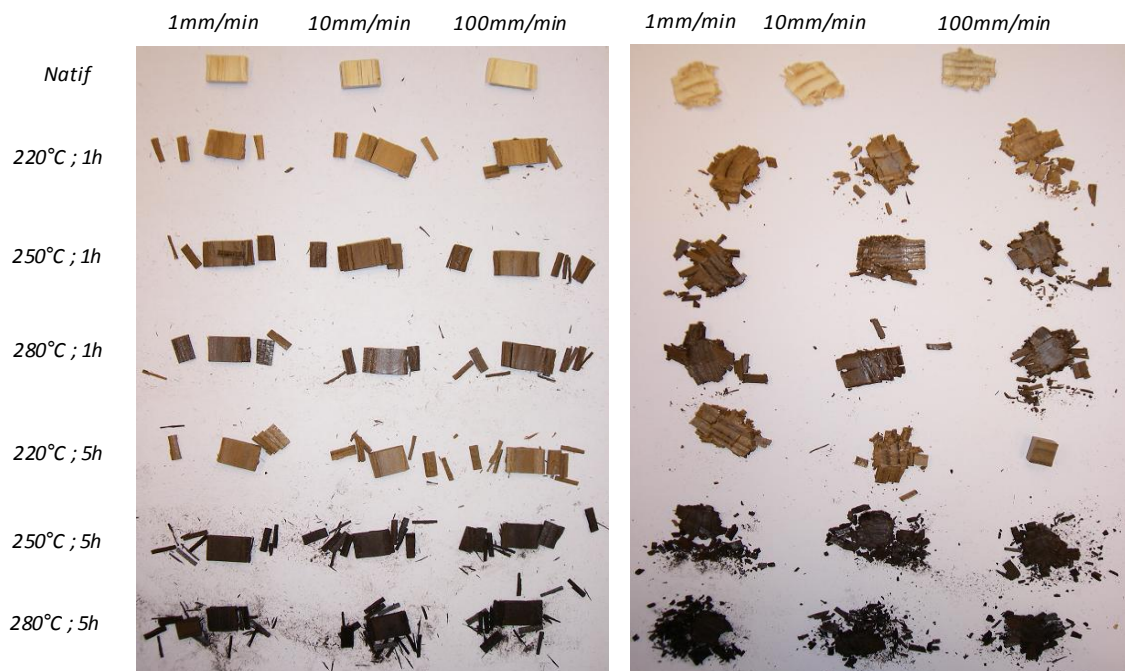 1mm/min 10mm/min 100mm/min 1mm/min 10mm/min 100mm/min
Natif
220°C ; 1h
250°C ; 1h
280°C ; 1h
220°C ; 5h
250°C ; 5h
280°C ; 5h